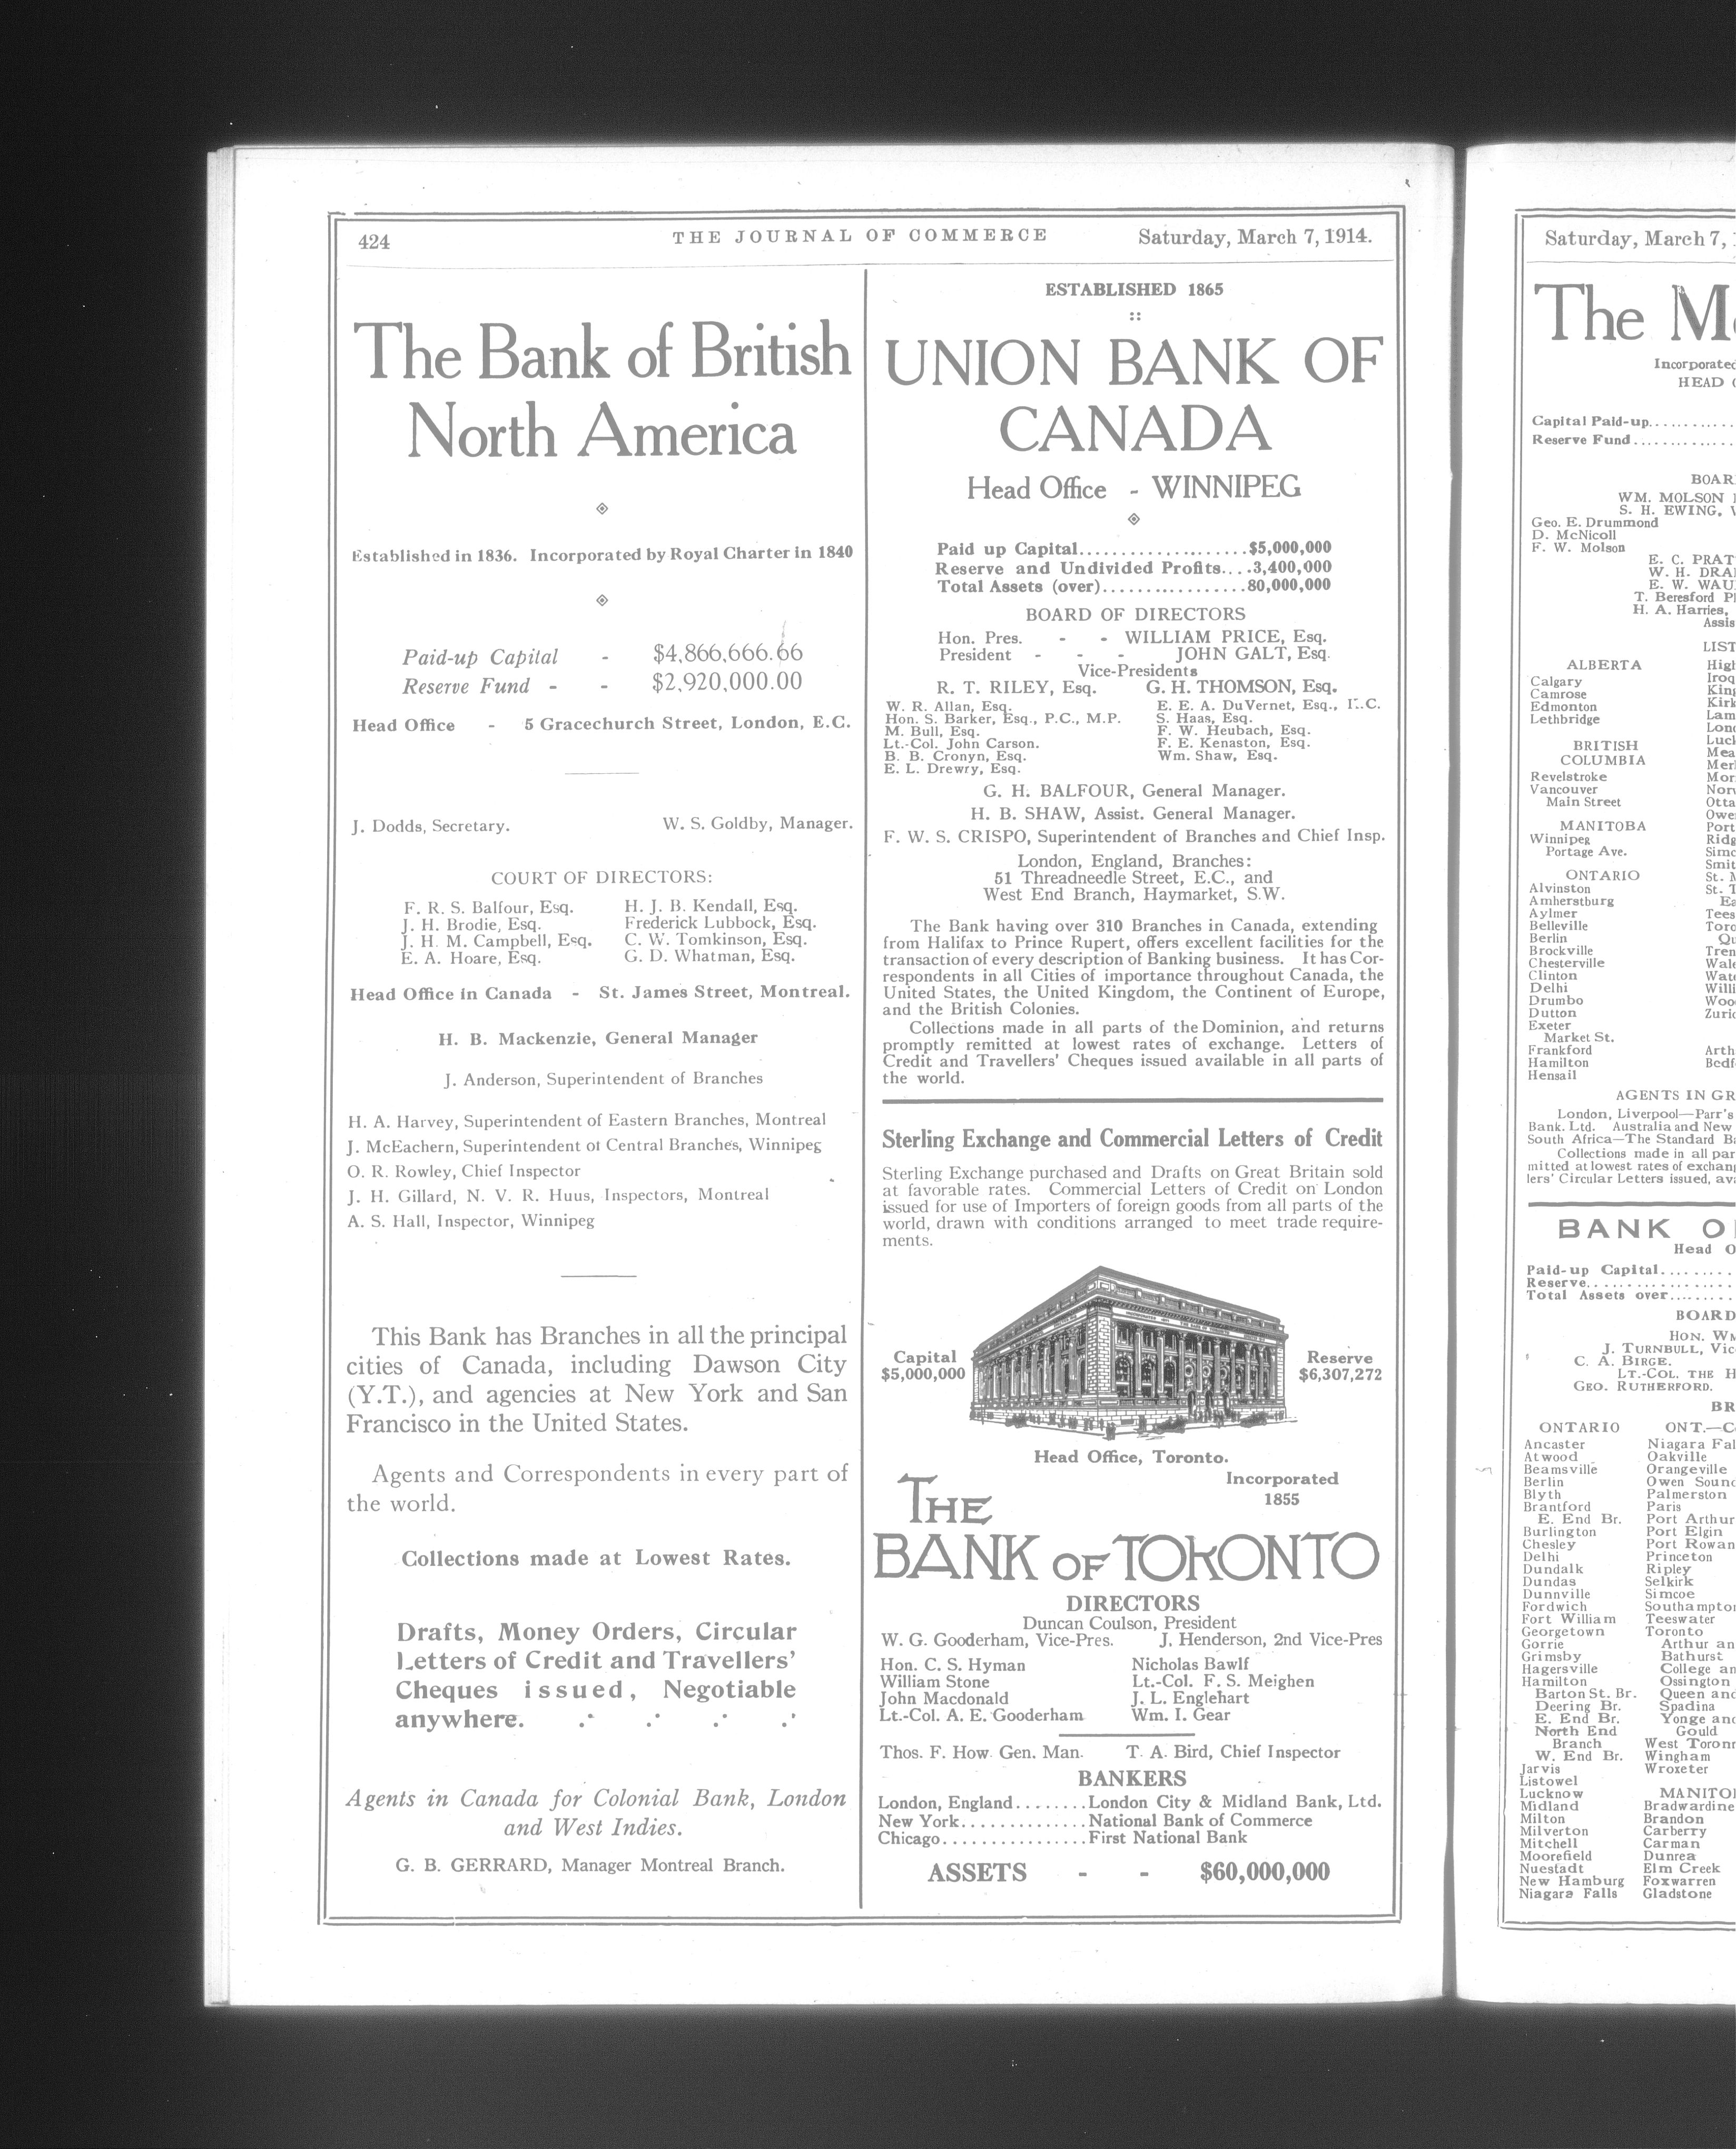 424
THE JOURNAL OF COMMERCE
Saturday, March 7, 1914.
The Bank of British
North America
Established in 1836. Incorporated by Royal Charter in 1840
Paid-up Capital - $4,866,666.66
Reserve Fund - - $2,920,000.00
Head Office - 5 Gracechurch Street, London, E.C.
J. Dodds, Secretary. W. S. Goldby, Manager.
COURT OF DIRECTORS:
F. R. S. Balfour, Esq. H. J. B. Kendall, Esq.
J. H. Brodie, Esq. Frederick Lubbock, Esq.
J. H. M. Campbell, Esq. C. W. Tomkinson, Esq.
E. A. Hoare, Esq. G. D. Whatman, Esq.
Head Office in Canada - St. James Street, Montreal.
H. B. Mackenzie, General Manager
J. Anderson, Superintendent of Branches
H. A. Harvey, Superintendent of Eastern Branches, Montreal
J. McEachern, Superintendent of Central Branches, Winnipeg
O. R. Rowley, Chief Inspector
J. H. Gillard, N. V. R. Huus, Inspectors, Montreal
A. S. Hall, Inspector, Winnipeg
This Bank has Branches in all the principal
cities of Canada, including Dawson City
(Y.T.), and agencies at New York and San
Francisco in the United States.
Agents and Correspondents in every part of
the world.
Collections made at Lowest Rates.
Drafts, Money Orders, Circular
Letters of Credit and Travellers'
Cheques issued, Negotiable
anywhere.
Agents in Canada for Colonial Bank, London
and West Indies.
G. B. GERRARD, Manager Montreal Branch.
ESTABLISHED 1865
::
UNION BANK OF
CANADA
Head Office - WINNIPEG
Paid up Capital......................$5,000,000
Reserve and Undivided Profits....3,400,000
Total Assets (over)..................80,000,000
BOARD OF DIRECTORS
Hon. Pres. - - WILLIAM PRICE, Esq.
President - - - JOHN GALT, Esq.
Vice-Presidents
R. T. RILEY, Esq. G. H. THOMSON, Esq.
W. R. Allan, Esq. E. E. A. DuVernet, Esq.,
Hon. S. Barker, Esq., P.C., M.P. S. Haas, Esq.
M. Bull, Esq. F. W. Heubach, Esq.
Lt.-Col. John Carson. F. E. Kenaston, Esq.
B. B. Cronyn, Esq. Wm. Shaw, Esq.
E. L. Drewry, Esq.
G. H. BALFOUR, General Manager.
H. B. SHAW, Assist. General Manager.
F. W. S. CRISPO, Superintendent of Branches and Chief Insp.
London, England, Branches:
51 Threadneedle Street, E.C., and
West End Branch, Haymarket, S.W.
The Bank having over 310 Branches in Canada, extending
from Halifax to Prince Rupert, offers excellent facilities for the
transaction of every description of Banking business. It has Cor-
respondents in all Cities of importance throughout Canada, the
United States, the United Kingdom, the Continent of Europe,
and the British Colonies.
Collections made in all parts of the Dominion, and returns
promptly remitted at lowest rates of exchange. Letters of
Credit and Travellers' Cheques issued available in all parts of
the world.
Sterling Exchange and Commercial Letters of Credit
Sterling Exchange purchased and Drafts on Great Britain sold
at favorable rates. Commercial Letters of Credit on London
issued for use of Importers of foreign goods from all parts of the
world, drawn with conditions arranged to meet trade require-
ments.
Capital
$5,000,000
Reserve
$6,307,272
Head Office, Toronto.
Incorporated
1855
THE
BANK OF TORONTO
DIRECTORS
Duncan Coulson, President
W. G. Gooderham, Vice-Pres. J. Henderson, 2nd Vice-Pres
Hon. C. S. Hyman Nicholas Bawlf
William Stone Lt.-Col. F. S. Meighen
John Macdonald J. L. Englehart
Lt.-Col. A. E. Gooderham Wm. I. Gear
Thos. F. How. Gen. Man. T. A. Bird, Chief Inspector
BANKERS
London, England........London City & Midland Bank, Ltd.
New York..............National Bank of Commerce
Chicago................First National Bank
ASSETS - - $60,000,000
Saturday, March 7,
The
Incorporated
HEAD
Capital Paid-up..........
Reserve Fund............
WM. MOLSON
S. H. EWING,
Geo. E. Drummond
D. McNicoll
F. W. Molson
E. C.
W. H.
E. W.
T. Beresford
H. A. Harries,
LIST
ALBERTA
Calgary
Camrose
Edmonton
Lethbridge
BRITISH
COLUMBIA
Revelstroke
Vancouver
Main Street
MANITOBA
Winnipeg
Portage Ave.
ONTARIO
Alvinston
Amherstburg
Aylmer
Belleville
Berlin
Brockville
Chesterville
Clinton
Delhi
Drumbo
Dutton
Exeter
Market St.
Frankford
Hamilton
Hensail
AGENTS IN
London, Liverpool—Parr's
Bank. Ltd. Australia and New
South Africa—The Standard
Collections made in all
mitted at lowest rates of
lers' Circular Letters issued,
BANK
Head
Paid-up Capital.........
Reserve...................
Total Assets over.........
BOARD
HON.
J. TURNBULL,
C. A. BIRGE.
LT.-COL. THE
GEO. RUTHERFORD.
ONTARIO
Ancaster
Atwood
Beamsville
Berlin
Blyth
Brantford
E. End Br.
Burlington
Chesley
Delhi
Dundalk
Dundas
Dunnville
Fordwich
Fort William
Georgetown
Gorrie
Grimsby
Hagersville
Hamilton
Barton St. Br.
Deering Br.
E. End Br.
North End
Branch
W. End Br.
Jarvis
Listowel
Lucknow
Midland
Milton
Milverton
Mitchell
Moorefield
Nuestadt
New Hamburg
Niagara Falls
ONT.—
Niagara
Oakville
Orangeville
Owen
Palmerston
Paris
Port Arthur
Port Elgin
Port Rowan
Princeton
Ripley
Selkirk
Simcoe
Teeswater
Toronto
Arthur
Bathurst
College
Ossington
Queen
Spadina
Yonge
Gould
West
Wingham
Wroxeter
Bradwardine
Brandon
Carberry
Carman
Dunrea
Elm Creek
Foxwarren
Gladstone